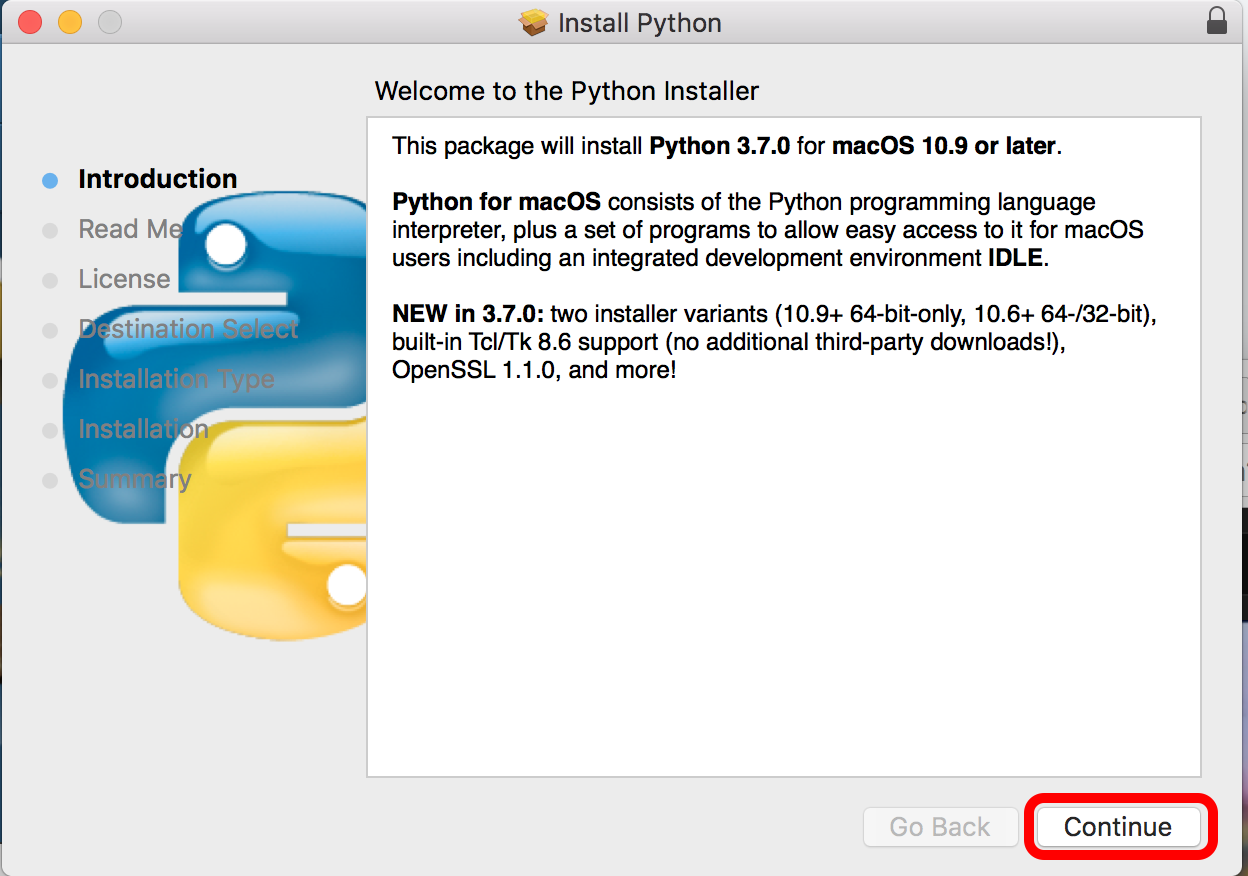 Install Python
Welcome to the Python Installer
Introduction
Read Me
License
Destination Select
Installation Type
Installation
Summary
This package will install Python 3.7.0 for macOS 10.9 or later.
Python for macOS consists of the Python programming language
interpreter, plus a set of programs to allow easy access to it for macOS
users including an integrated development environment IDLE.
NEW in 3.7.0: two installer variants (10.9+ 64-bit-only, 10.6+ 64-/32-bit),
built-in Tcl/Tk 8.6 support (no additional third-party downloads!),
OpenSSL 1.1.0, and more!
Go Back
Continue